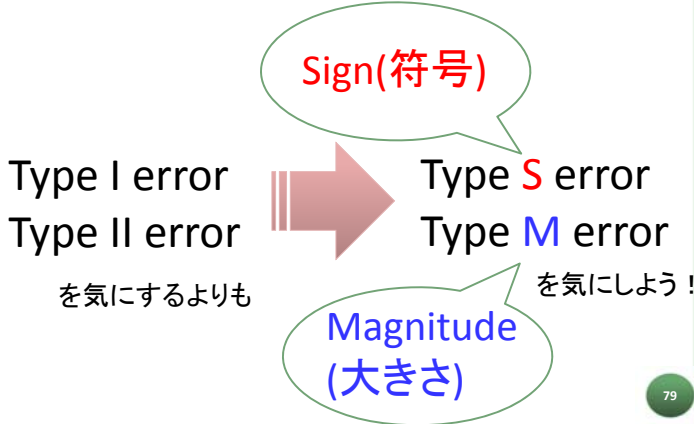 Sign(符号)
Type I error
Type II error
を気にするよりも
Type S error
Type M error
を気にしよう！
Magnitude
(大きさ)
79